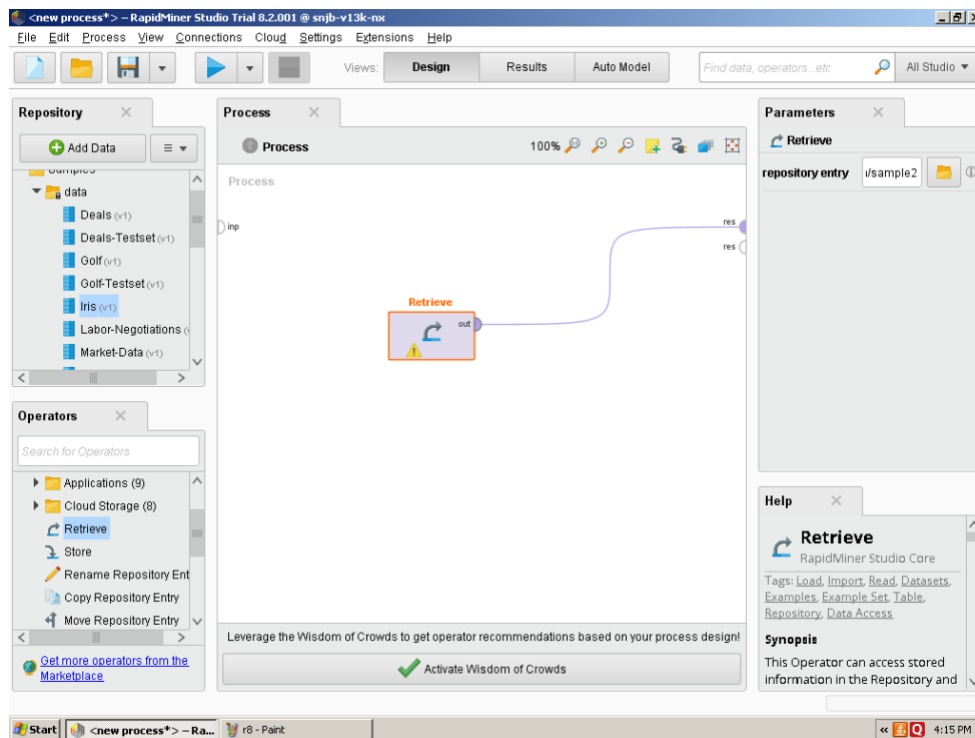 <new process*> – RapidMiner Studio Trial 8.2.001 @ snjb-v13k-nx
File Edit Process View Connections Cloud Settings Extensions Help
Views: Design Results Auto Model Find data, operators...etc All Studio
Repository
Add Data
data
Deals (v1)
Deals-Testset (v1)
Golf (v1)
Golf-Testset (v1)
Iris (v1)
Labor-Negotiations
Market-Data (v1)
Operators
Search for Operators
Applications (9)
Cloud Storage (8)
Retrieve
Store
Rename Repository Ent
Copy Repository Entry
Move Repository Entry
Get more operators from the
Marketplace
Process
Process 100%
Process
inp
res
res
Retrieve
out
Leverage the Wisdom of Crowds to get operator recommendations based on your process design!
Activate Wisdom of Crowds
Parameters
Retrieve
repository entry /sample2
Help
Retrieve
RapidMiner Studio Core
Tags: Load, Import, Read, Datasets,
Examples, Example Set, Table,
Repository, Data Access
Synopsis
This Operator can access stored
information in the Repository and
Start <new process*> – Ra... r8 - Paint 4:15 PM